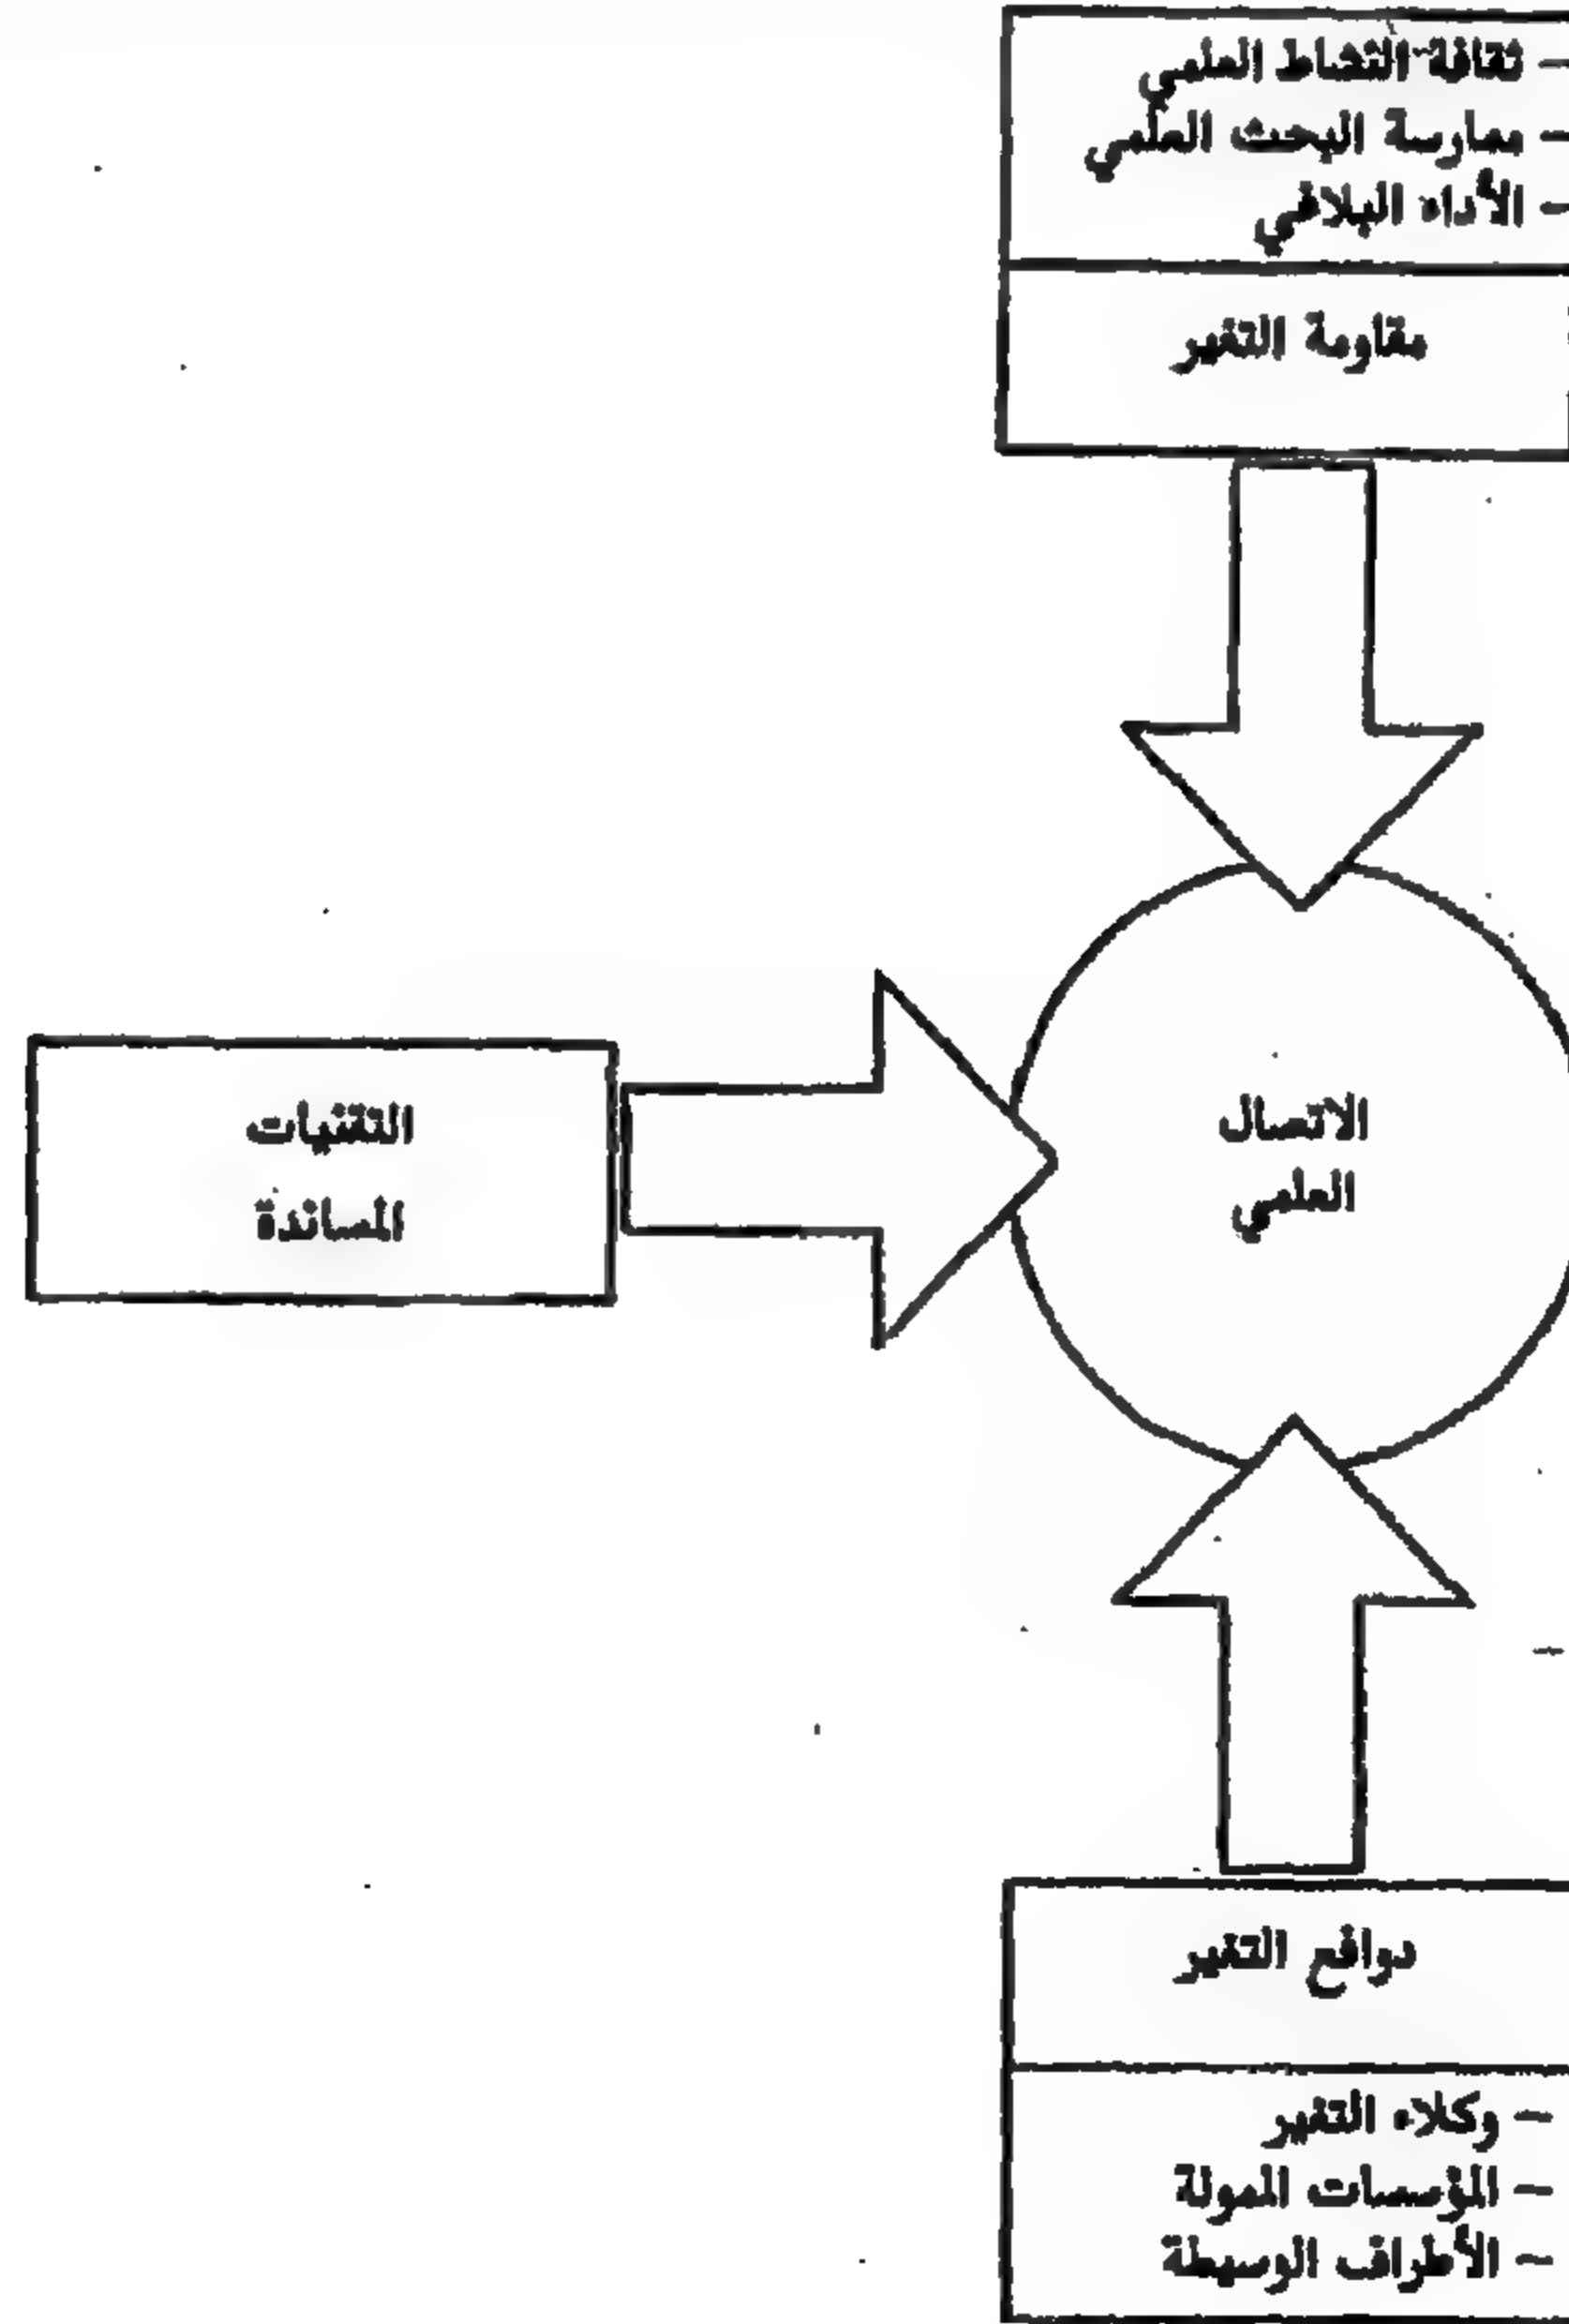 – ثقافة النشاط العلمي
– ممارسة البحث العلمي
– الأداء البلاغي
مقاومة التغير
الاتصال
العلمي
التقنيات
المساندة
دوافع التغير
– وكلاء التغير
– المؤسسات الممولة
– الأطراف الوسيطة